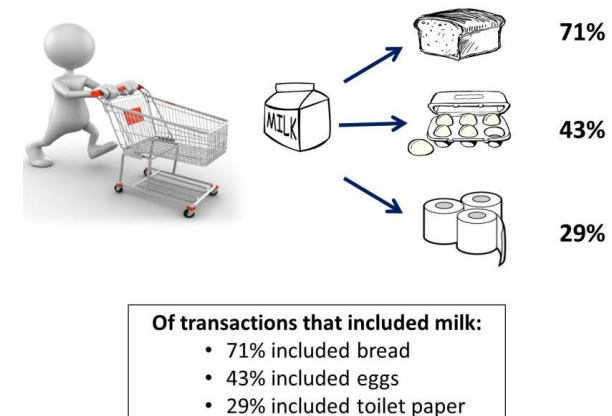 71%
MILK
43%
29%
Of transactions that included milk:
• 71% included bread
• 43% included eggs
• 29% included toilet paper